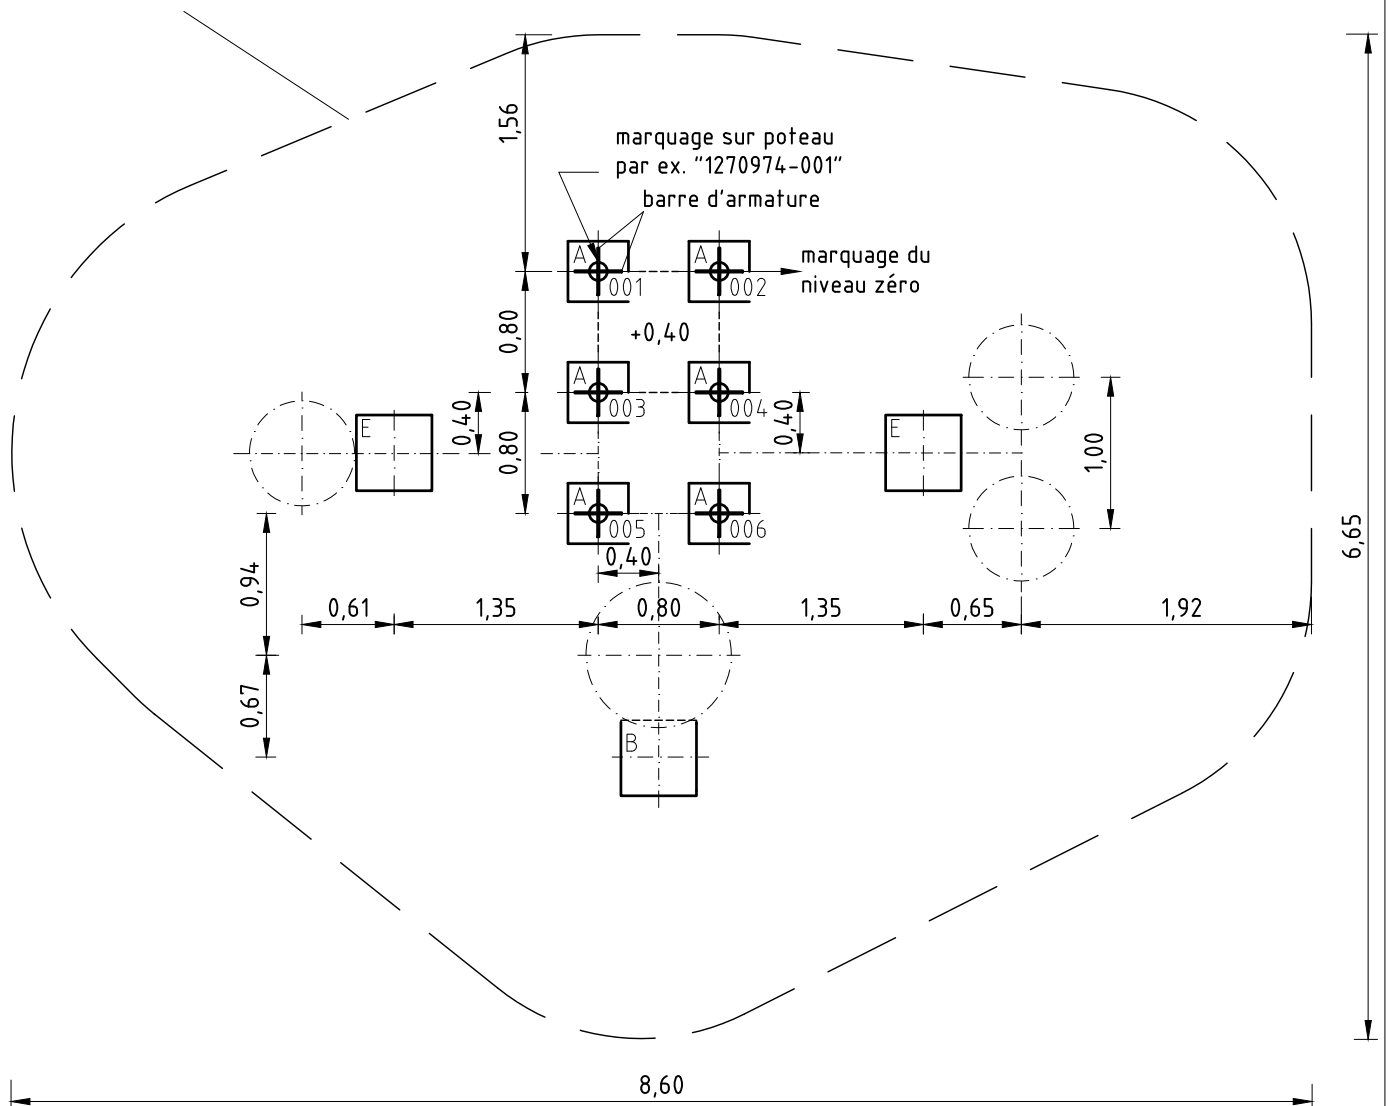 1,56
marquage sur poteau
par ex. "1270974-001"
barre d'armature
A
A
marquage du
niveau zéro
001
002
0,80
+0,40
A
A
003
004
0,40
0,80
0,40
E
E
1,00
A
A
005
006
6,65
0,40
0,94
0,61
1,35
0,80
1,35
0,65
1,92
0,67
B
8,60